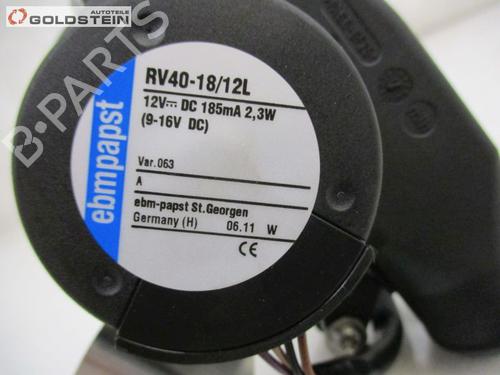 AUTOTEILE
GOLDSTEIN
B-Parts
ebmpapst
RV40-18/12L
12V⎓ DC 185mA 2,3W
(9-16V DC)
Var. 063
A
ebm-papst St.Georgen
Germany (H) 06.11 W
CE